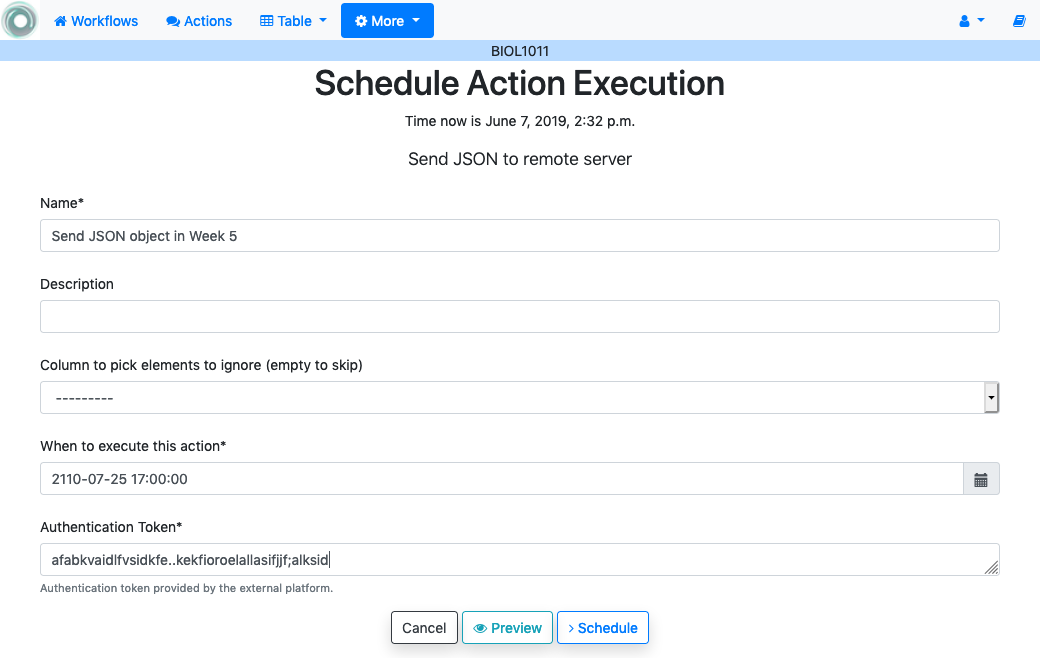 Workflows Actions Table More
BIOL1011
Schedule Action Execution
Time now is June 7, 2019, 2:32 p.m.
Send JSON to remote server
Name*
Send JSON object in Week 5
Description
Column to pick elements to ignore (empty to skip)
---------
When to execute this action*
2110-07-25 17:00:00
Authentication Token*
afabkvaidlfvsidkfe..kekfioroelallasifjjf;alksid
Authentication token provided by the external platform.
Cancel Preview Schedule